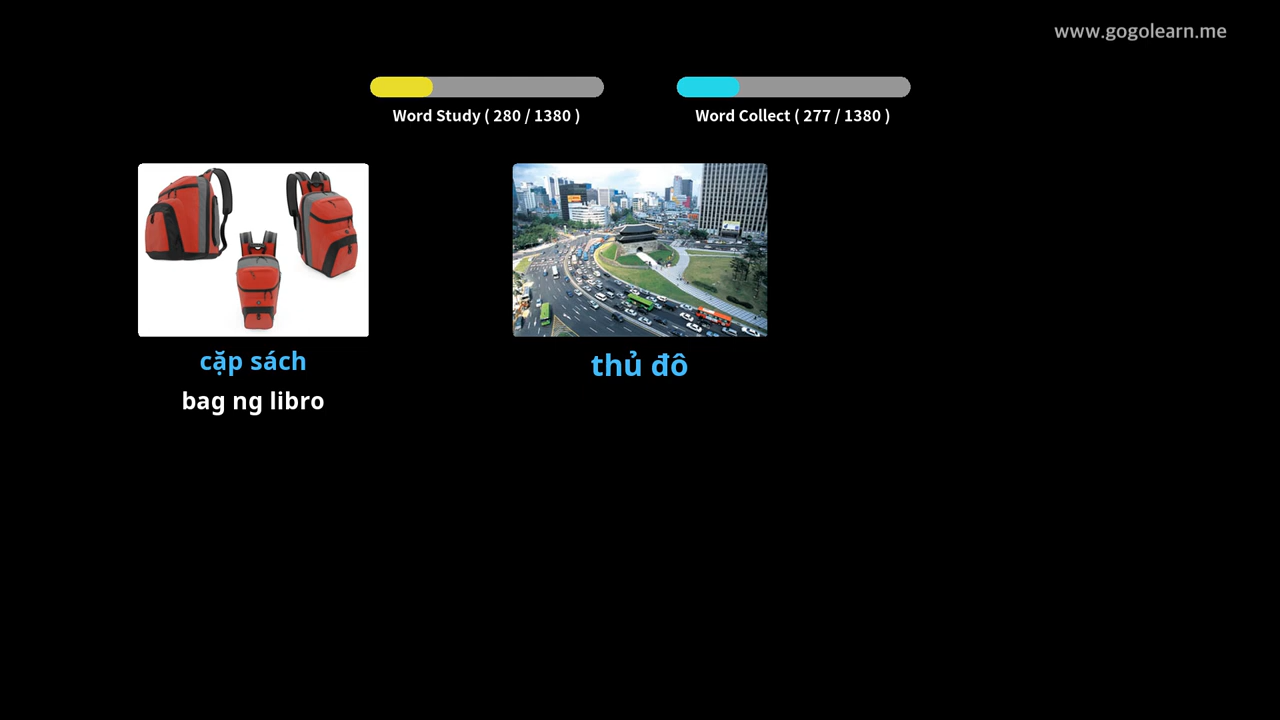 www.gogolearn.me
Word Study ( 280 / 1380 )
Word Collect ( 277 / 1380 )
cặp sách
bag ng libro
thủ đô